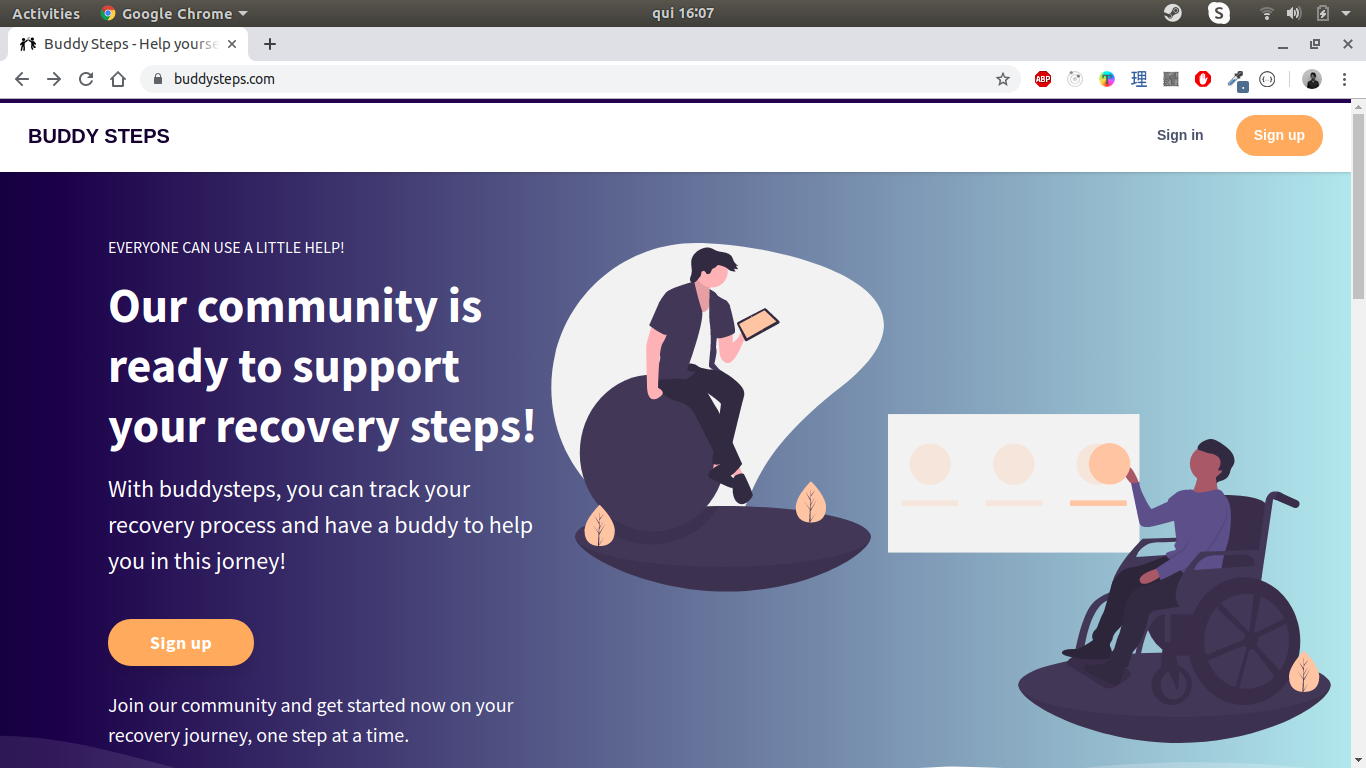 Activities Google Chrome qui 16:07 S
Buddy Steps - Help yourse
buddysteps.com ABP T 理
BUDDY STEPS Sign in Sign up
EVERYONE CAN USE A LITTLE HELP!
Our community is
ready to support
your recovery steps!
With buddysteps, you can track your
recovery process and have a buddy to help
you in this jorney!
Sign up
Join our community and get started now on your
recovery journey, one step at a time.